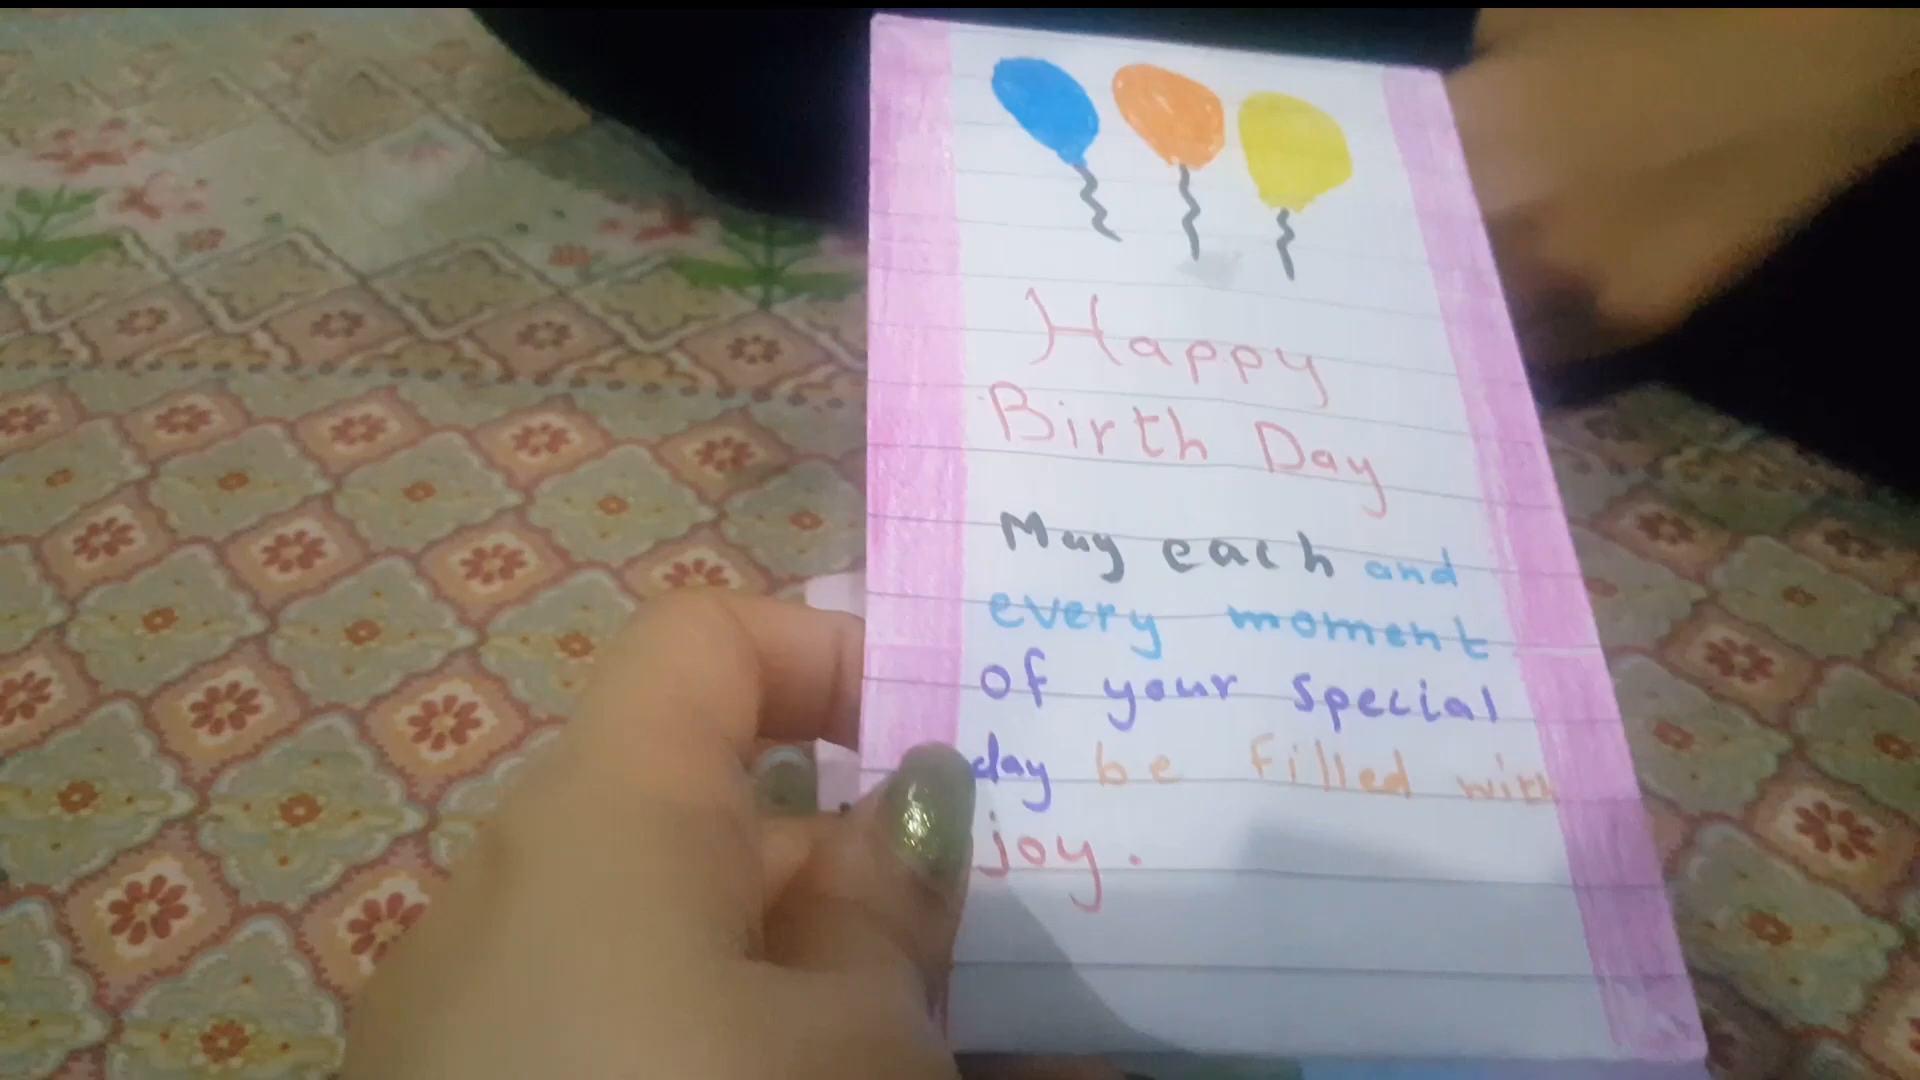 Happy
Birth Day
May each and
every moment
of your special
day be filled with
joy.